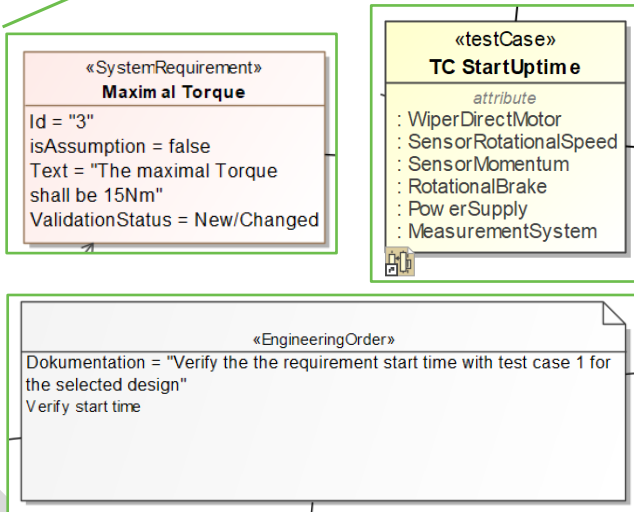 «SystemRequirement»
Maximal Torque
Id = "3"
isAssumption = false
Text = "The maximal Torque
shall be 15Nm"
ValidationStatus = New/Changed
«testCase»
TC StartUptime
attribute
: WiperDirectMotor
: SensorRotationalSpeed
: SensorMomentum
: RotationalBrake
: PowerSupply
: MeasurementSystem
«EngineeringOrder»
Dokumentation = "Verify the the requirement start time with test case 1 for
the selected design"
Verify start time